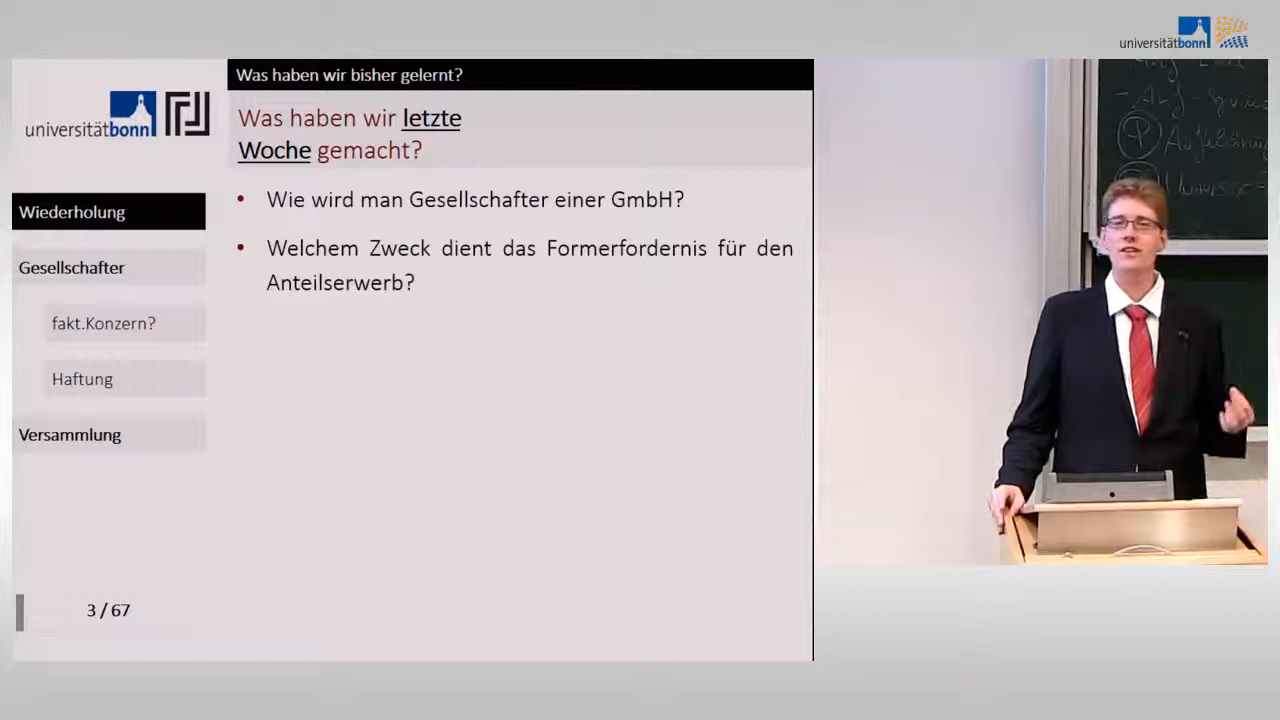 universitätbonn
Was haben wir bisher gelernt?
universitätbonn
Was haben wir letzte
Woche gemacht?
Wiederholung
• Wie wird man Gesellschafter einer GmbH?
Gesellschafter
• Welchem Zweck dient das Formerfordernis für den
Anteilserwerb?
fakt.Konzern?
Haftung
Versammlung
3 / 67